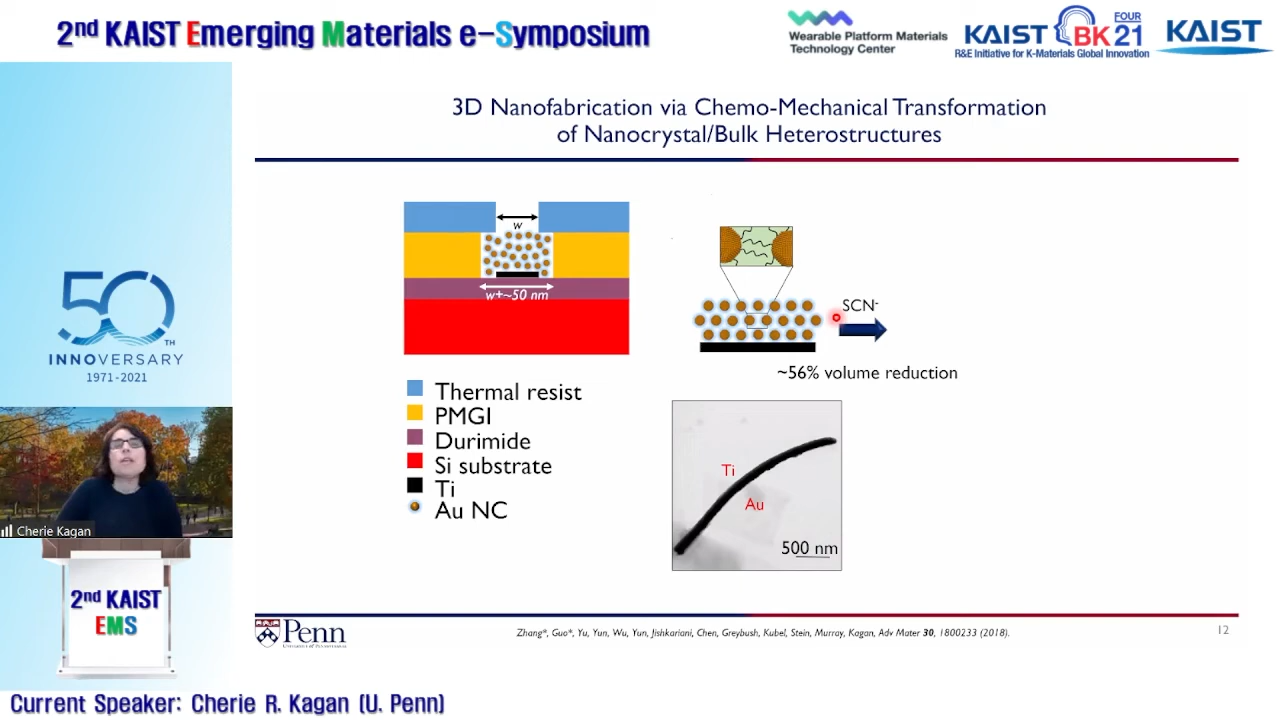 2nd KAIST Emerging Materials e-Symposium
Wearable Platform Materials
Technology Center
KAIST BK21 FOUR
R&E Initiative for K-Materials Global Innovation
KAIST
3D Nanofabrication via Chemo-Mechanical Transformation
of Nanocrystal/Bulk Heterostructures
w
w+~50 nm
SCN-
~56% volume reduction
Thermal resist
PMGI
Durimide
Si substrate
Ti
Au NC
Ti
Au
500 nm
50 TH
INNOVERSARY
1971-2021
Cherie Kagan
2nd KAIST
EMS
Penn
University of Pennsylvania
Zhang*, Guo*, Yu, Yun, Wu, Yun, Jishkariani, Chen, Greybush, Kubel, Stein, Murray, Kagan, Adv Mater 30, 1800233 (2018).
12
Current Speaker: Cherie R. Kagan (U. Penn)